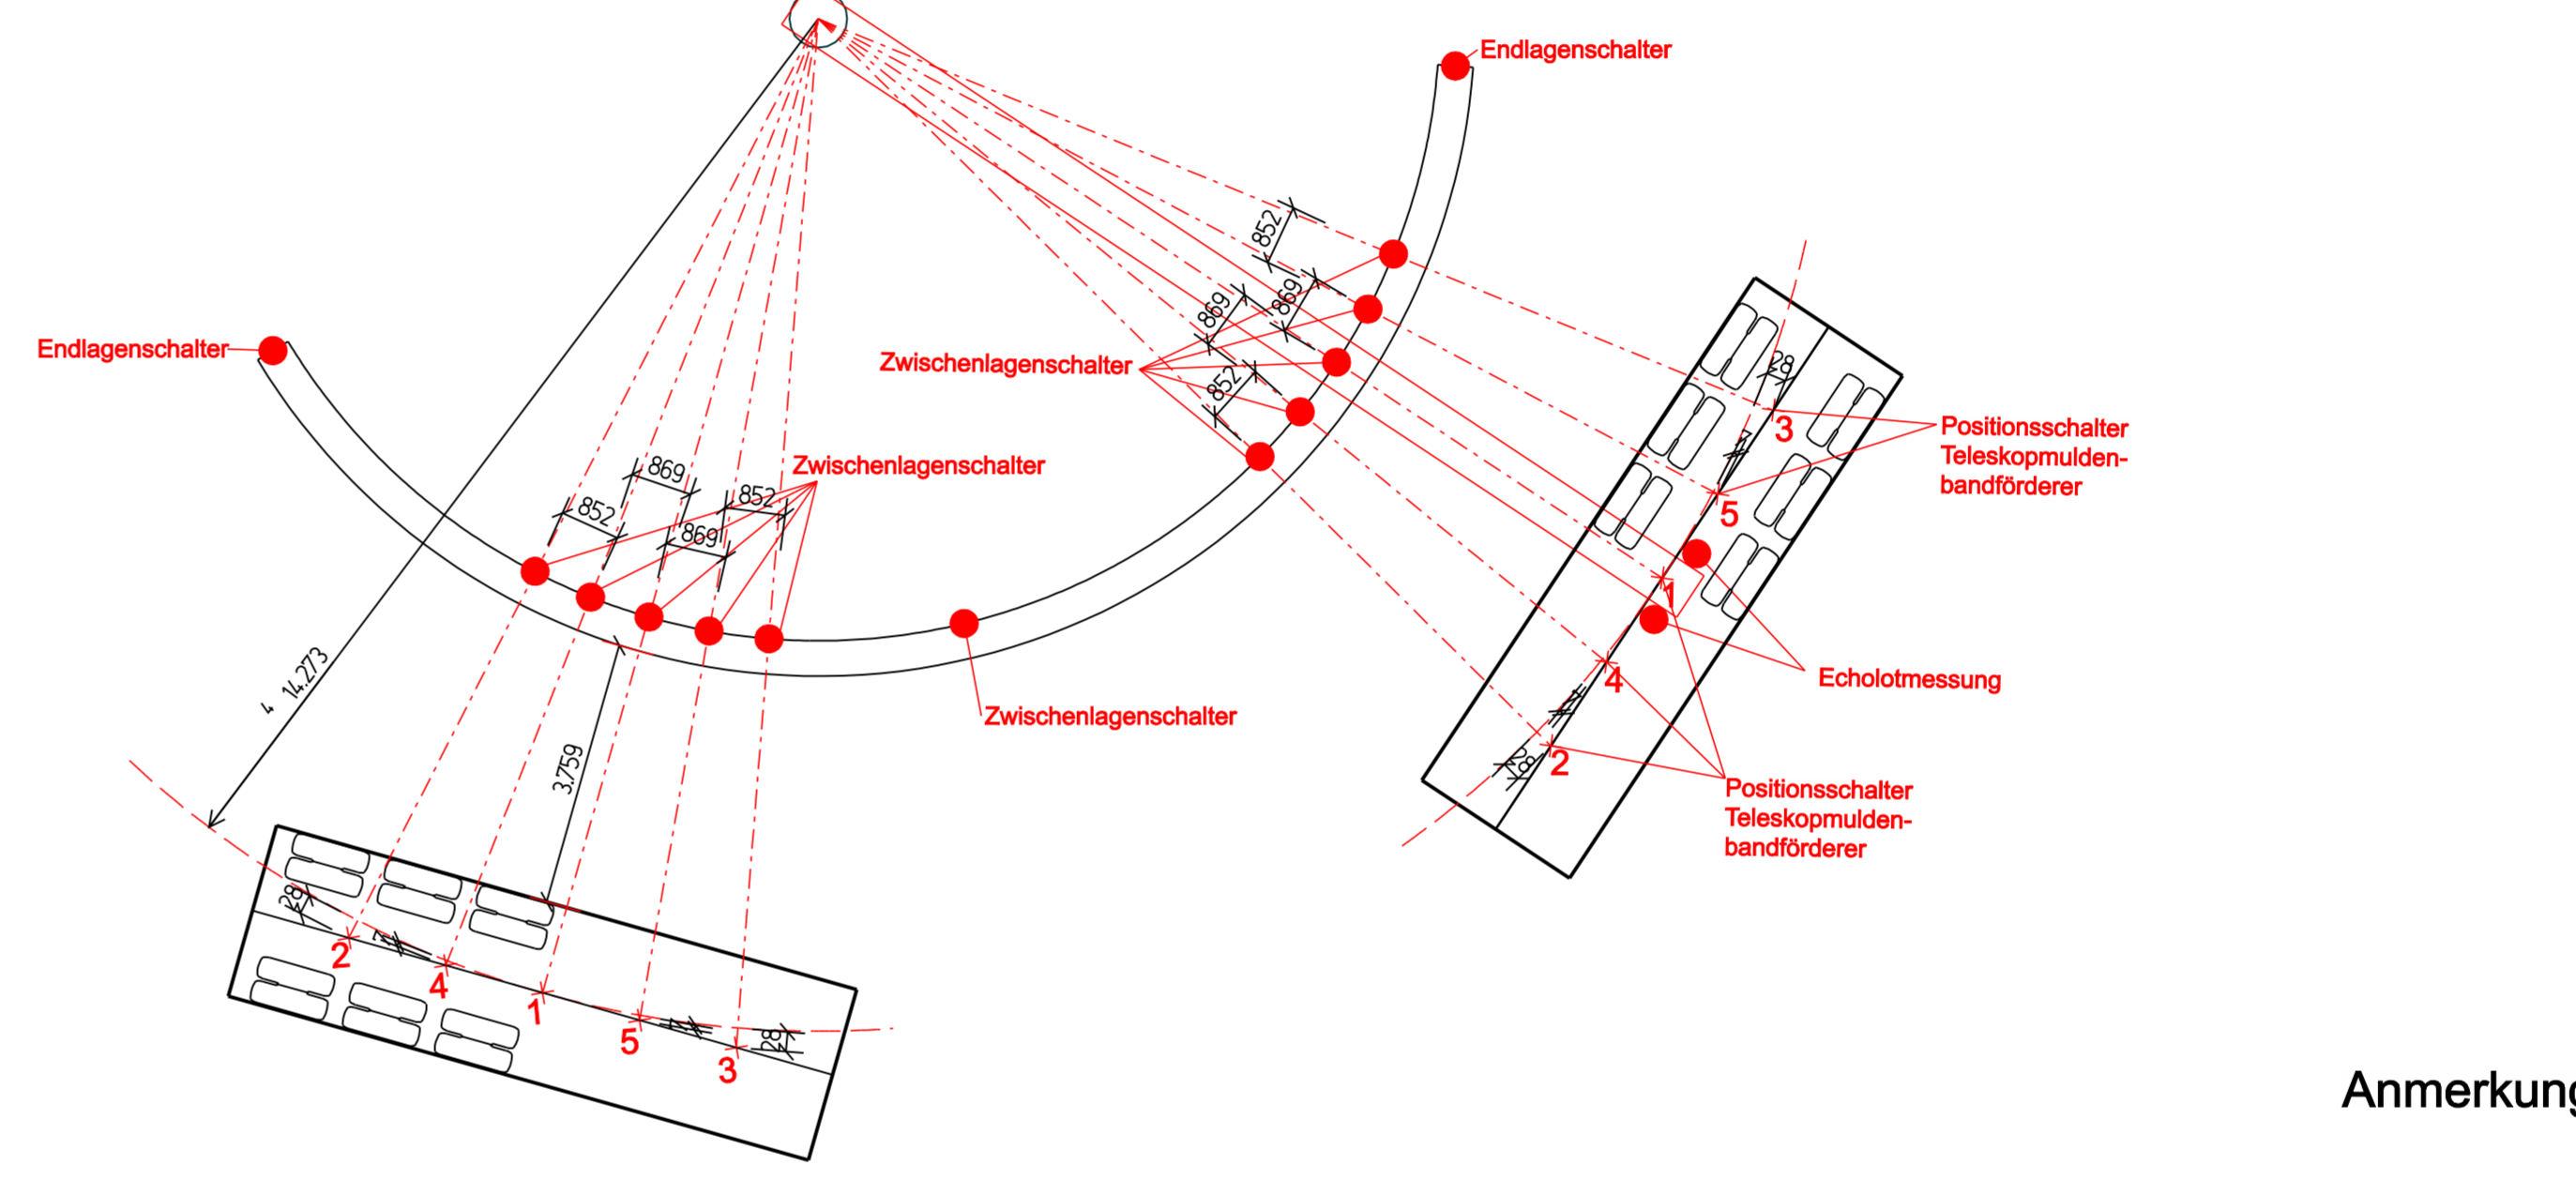 Endlagenschalter
852
869
869
852
Zwischenlagenschalter
Endlagenschalter
Zwischenlagenschalter
869
852
852
869
Zwischenlagenschalter
14.273
4
3.759
28
3
5
1
4
2
28
Positionsschalter
Teleskopmulden-
bandförderer
Echolotmessung
Positionsschalter
Teleskopmulden-
bandförderer
28
2
4
1
5
3
28
Anmerkung